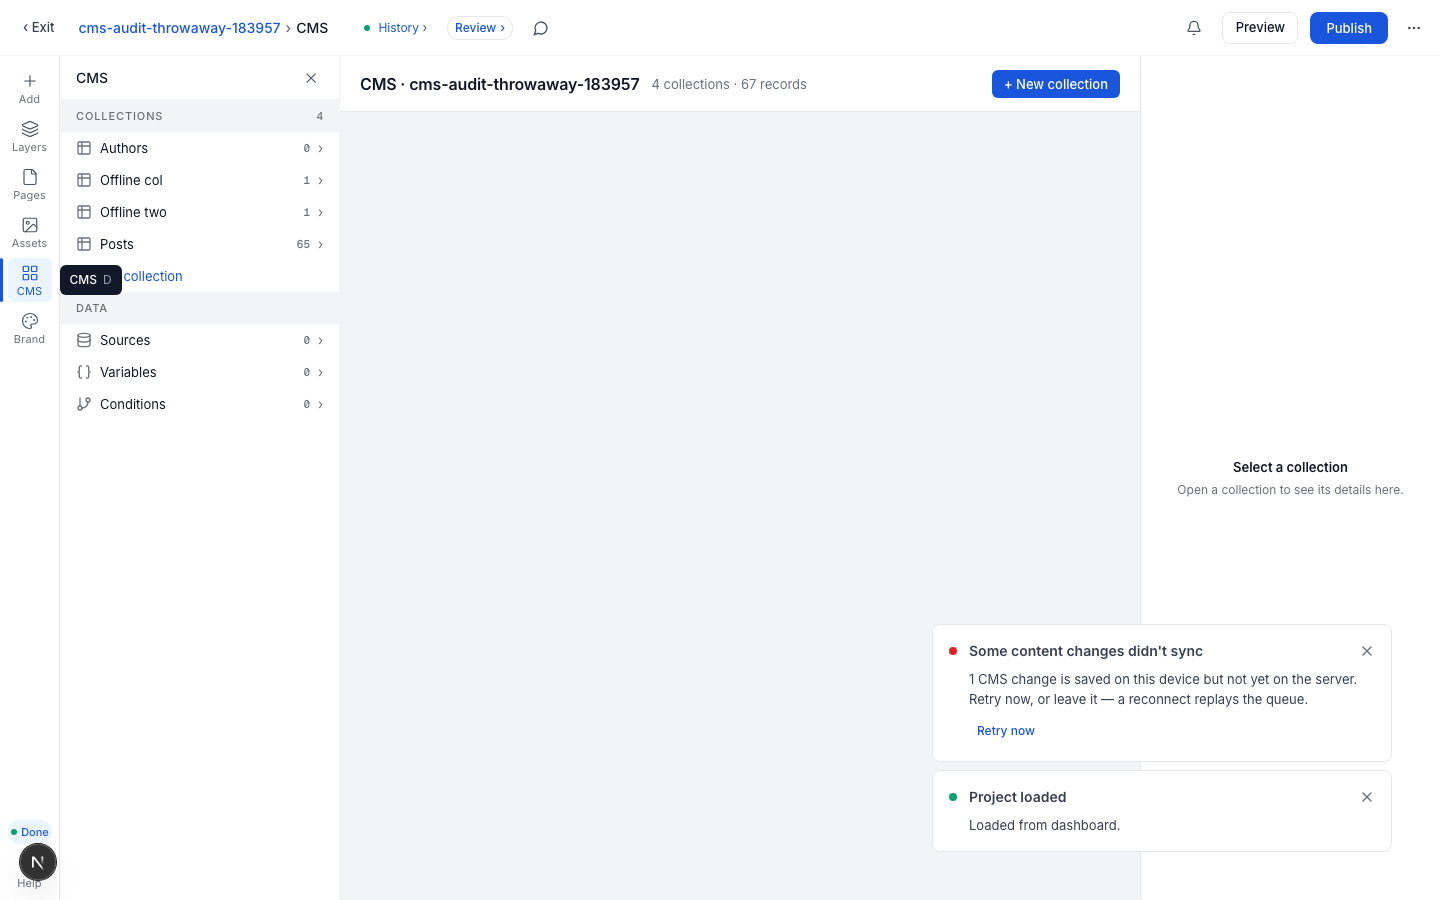 ‹ Exit
cms-audit-throwaway-183957 › CMS
History ›
Review ›
Preview
Publish
Add
Layers
Pages
Assets
CMS
Brand
Done
N
Help
CMS
COLLECTIONS 4
Authors 0 ›
Offline col 1 ›
Offline two 1 ›
Posts 65 ›
collection
CMS D
DATA
Sources 0 ›
Variables 0 ›
Conditions 0 ›
CMS · cms-audit-throwaway-183957 4 collections · 67 records
+ New collection
Select a collection
Open a collection to see its details here.
Some content changes didn't sync
1 CMS change is saved on this device but not yet on the server.
Retry now, or leave it — a reconnect replays the queue.
Retry now
Project loaded
Loaded from dashboard.